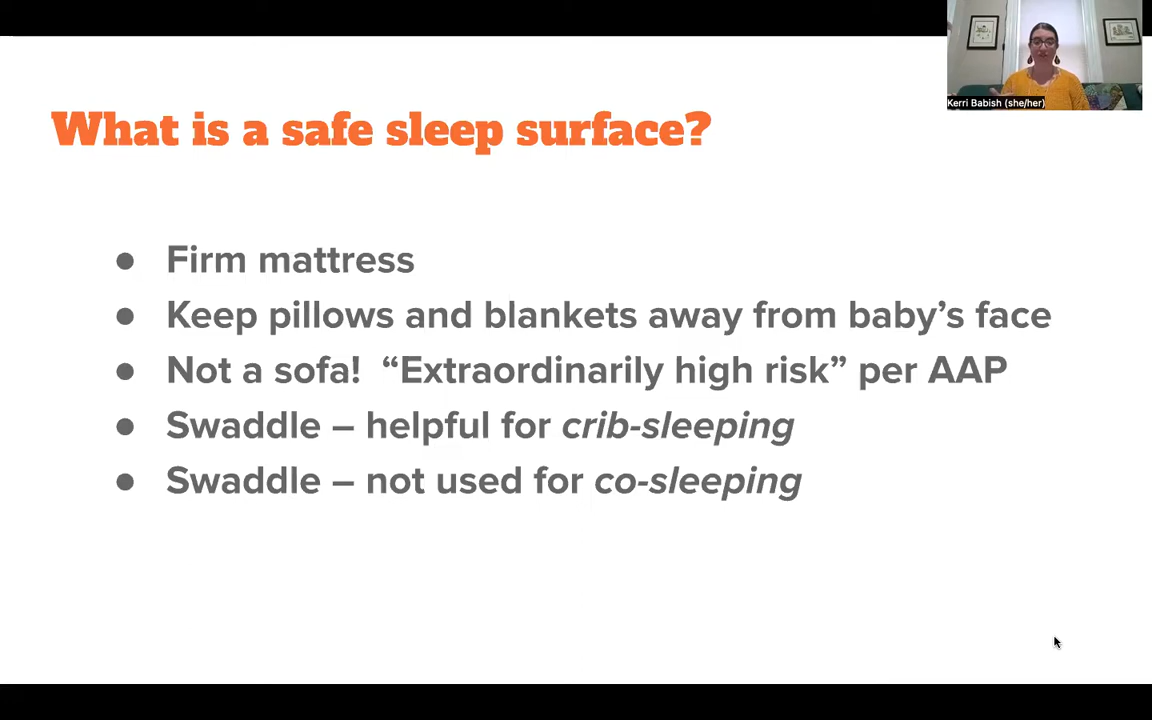 Kerri Babish (she/her)
What is a safe sleep surface?
● Firm mattress
● Keep pillows and blankets away from baby’s face
● Not a sofa!  “Extraordinarily high risk” per AAP
● Swaddle – helpful for crib-sleeping
● Swaddle – not used for co-sleeping